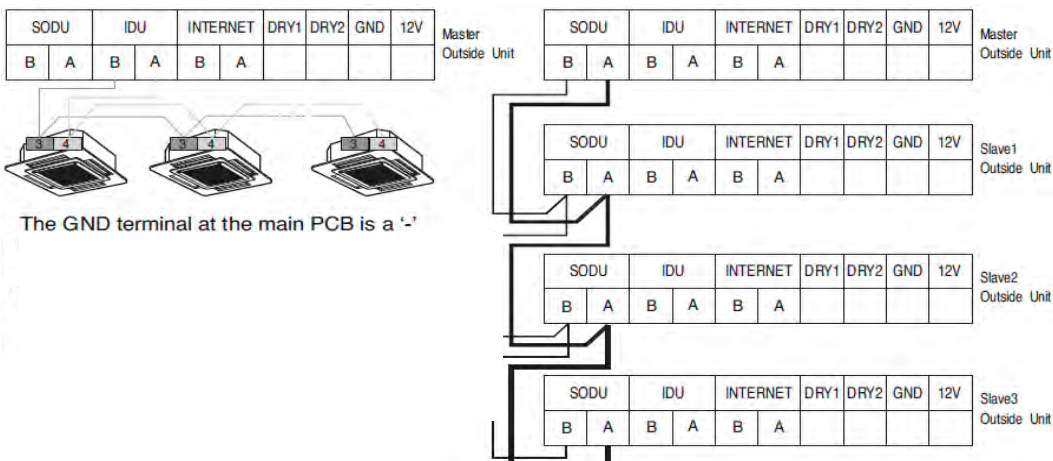 SODU IDU INTERNET DRY1 DRY2 GND 12V
B A B A B A
Master
Outside Unit
3 4 3 4 3 4
The GND terminal at the main PCB is a ‘-’
SODU IDU INTERNET DRY1 DRY2 GND 12V
B A B A B A
Master
Outside Unit
SODU IDU INTERNET DRY1 DRY2 GND 12V
B A B A B A
Slave1
Outside Unit
SODU IDU INTERNET DRY1 DRY2 GND 12V
B A B A B A
Slave2
Outside Unit
SODU IDU INTERNET DRY1 DRY2 GND 12V
B A B A B A
Slave3
Outside Unit